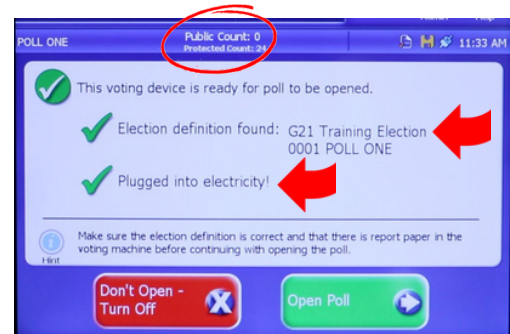 POLL ONE
Public Count: 0
Protected Count: 24
11:33 AM
This voting device is ready for poll to be opened.
Election definition found: G21 Training Election
0001 POLL ONE
Plugged into electricity!
Hint
Make sure the election definition is correct and that there is report paper in the
voting machine before continuing with opening the poll.
Don't Open -
Turn Off
Open Poll